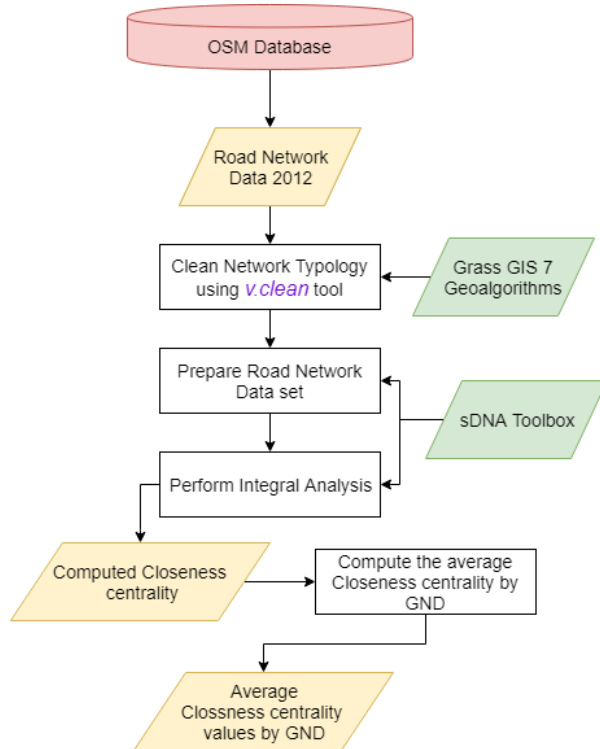 OSM Database
Road Network
Data 2012
Clean Network Typology
using v.clean tool
Grass GIS 7
Geoalgorithms
Prepare Road Network
Data set
sDNA Toolbox
Perform Integral Analysis
Computed Closeness
centrality
Compute the average
Closeness centrality by
GND
Average
Clossness centrality
values by GND